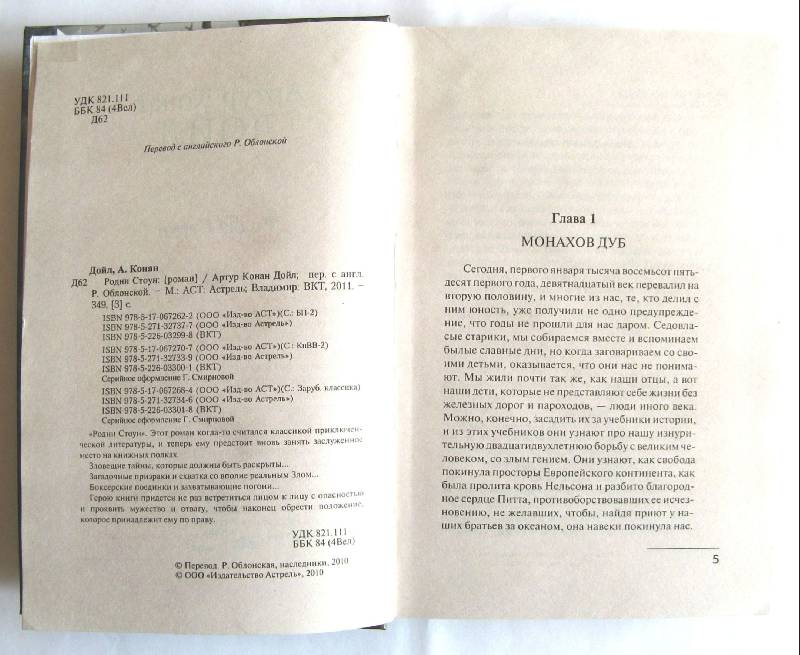 УДК 821.111
ББК 84 (4Вел)
Д62
Перевод с английского Р. Облонской
Дойл, А. Конан
Д62 Родни Стоун: [роман] / Артур Конан Дойл; пер. с англ.
Р. Облонской. – М.: АСТ: Астрель; Владимир: ВКТ, 2011. –
349, [3] с.
ISBN 978-5-17-067262-2 (ООО «Изд-во АСТ»)(С.: БП-2)
ISBN 978-5-271-32737-7 (ООО «Изд-во Астрель»)
ISBN 978-5-226-03299-8 (ВКТ)
ISBN 978-5-17-067270-7 (ООО «Изд-во АСТ»)(С.: КлВВ-2)
ISBN 978-5-271-32733-9 (ООО «Изд-во Астрель»)
ISBN 978-5-226-03300-1 (ВКТ)
Серийное оформление Г. Смирновой
ISBN 978-5-17-067268-4 (ООО «Изд-во АСТ»)(С.: Заруб. классика)
ISBN 978-5-271-32734-6 (ООО «Изд-во Астрель»)
ISBN 978-5-226-03301-8 (ВКТ)
Серийное оформление Г. Смирновой
«Родни Стоун». Этот роман когда-то считался классикой приключен-
ческой литературы, и теперь ему предстоит вновь занять заслуженное
место на книжных полках.
Зловещие тайны, которые должны быть раскрыты...
Загадочные призраки и схватка со вполне реальным Злом...
Боксерские поединки и захватывающие погони...
Герою книги придется не раз встретиться лицом к лицу с опасностью
и проявить мужество и отвагу, чтобы наконец обрести положение,
которое принадлежит ему по праву.
УДК 821.111
ББК 84 (4Вел)
© Перевод. Р. Облонская, наследники, 2010
© ООО «Издательство Астрель», 2010
Глава 1
МОНАХОВ ДУБ
Сегодня, первого января тысяча восемьсот пять-
десят первого года, девятнадцатый век перевалил на
вторую половину, и многие из нас, те, кто делил с
ним юность, уже получили не одно предупрежде-
ние, что годы не прошли для нас даром. Седовла-
сые старики, мы собираемся вместе и вспоминаем
былые славные дни, но когда заговариваем со сво-
ими детьми, оказывается, что они нас не пони-
мают. Мы жили почти так же, как наши отцы, а вот
наши дети, которые не представляют себе жизни без
железных дорог и пароходов, — люди иного века.
Можно, конечно, засадить их за учебники истории,
и из этих учебников они узнают про нашу изнури-
тельную двадцатидвухлетнюю борьбу с великим че-
ловеком, со злым гением. Они узнают, как свобода
покинула просторы Европейского континента, как
была пролита кровь Нельсона и разбито благород-
ное сердце Питта, противоборствовавших ее исчез-
новению, не желавших, чтобы, найдя приют у на-
ших братьев за океаном, она навеки покинула нас.
5